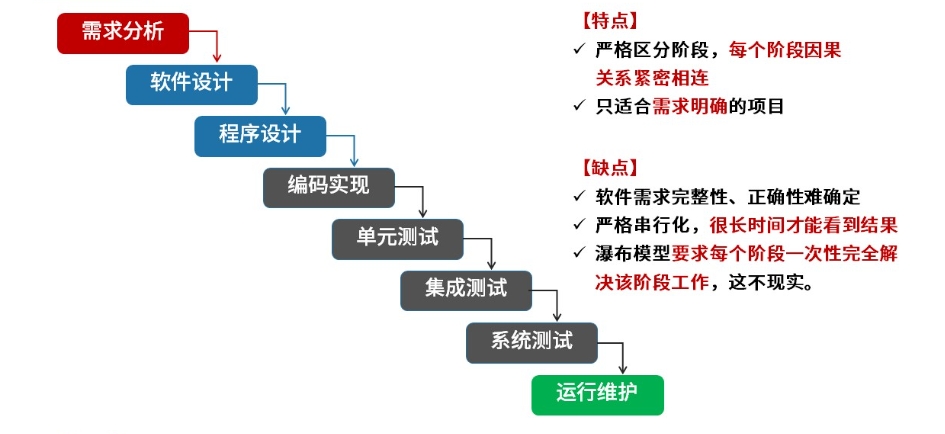 需求分析
软件设计
程序设计
编码实现
单元测试
集成测试
系统测试
运行维护
【特点】
✓ 严格区分阶段，每个阶段因果
关系紧密相连
✓ 只适合需求明确的项目
【缺点】
✓ 软件需求完整性、正确性难确定
✓ 严格串行化，很长时间才能看到结果
✓ 瀑布模型要求每个阶段一次性完全解
决该阶段工作，这不现实。